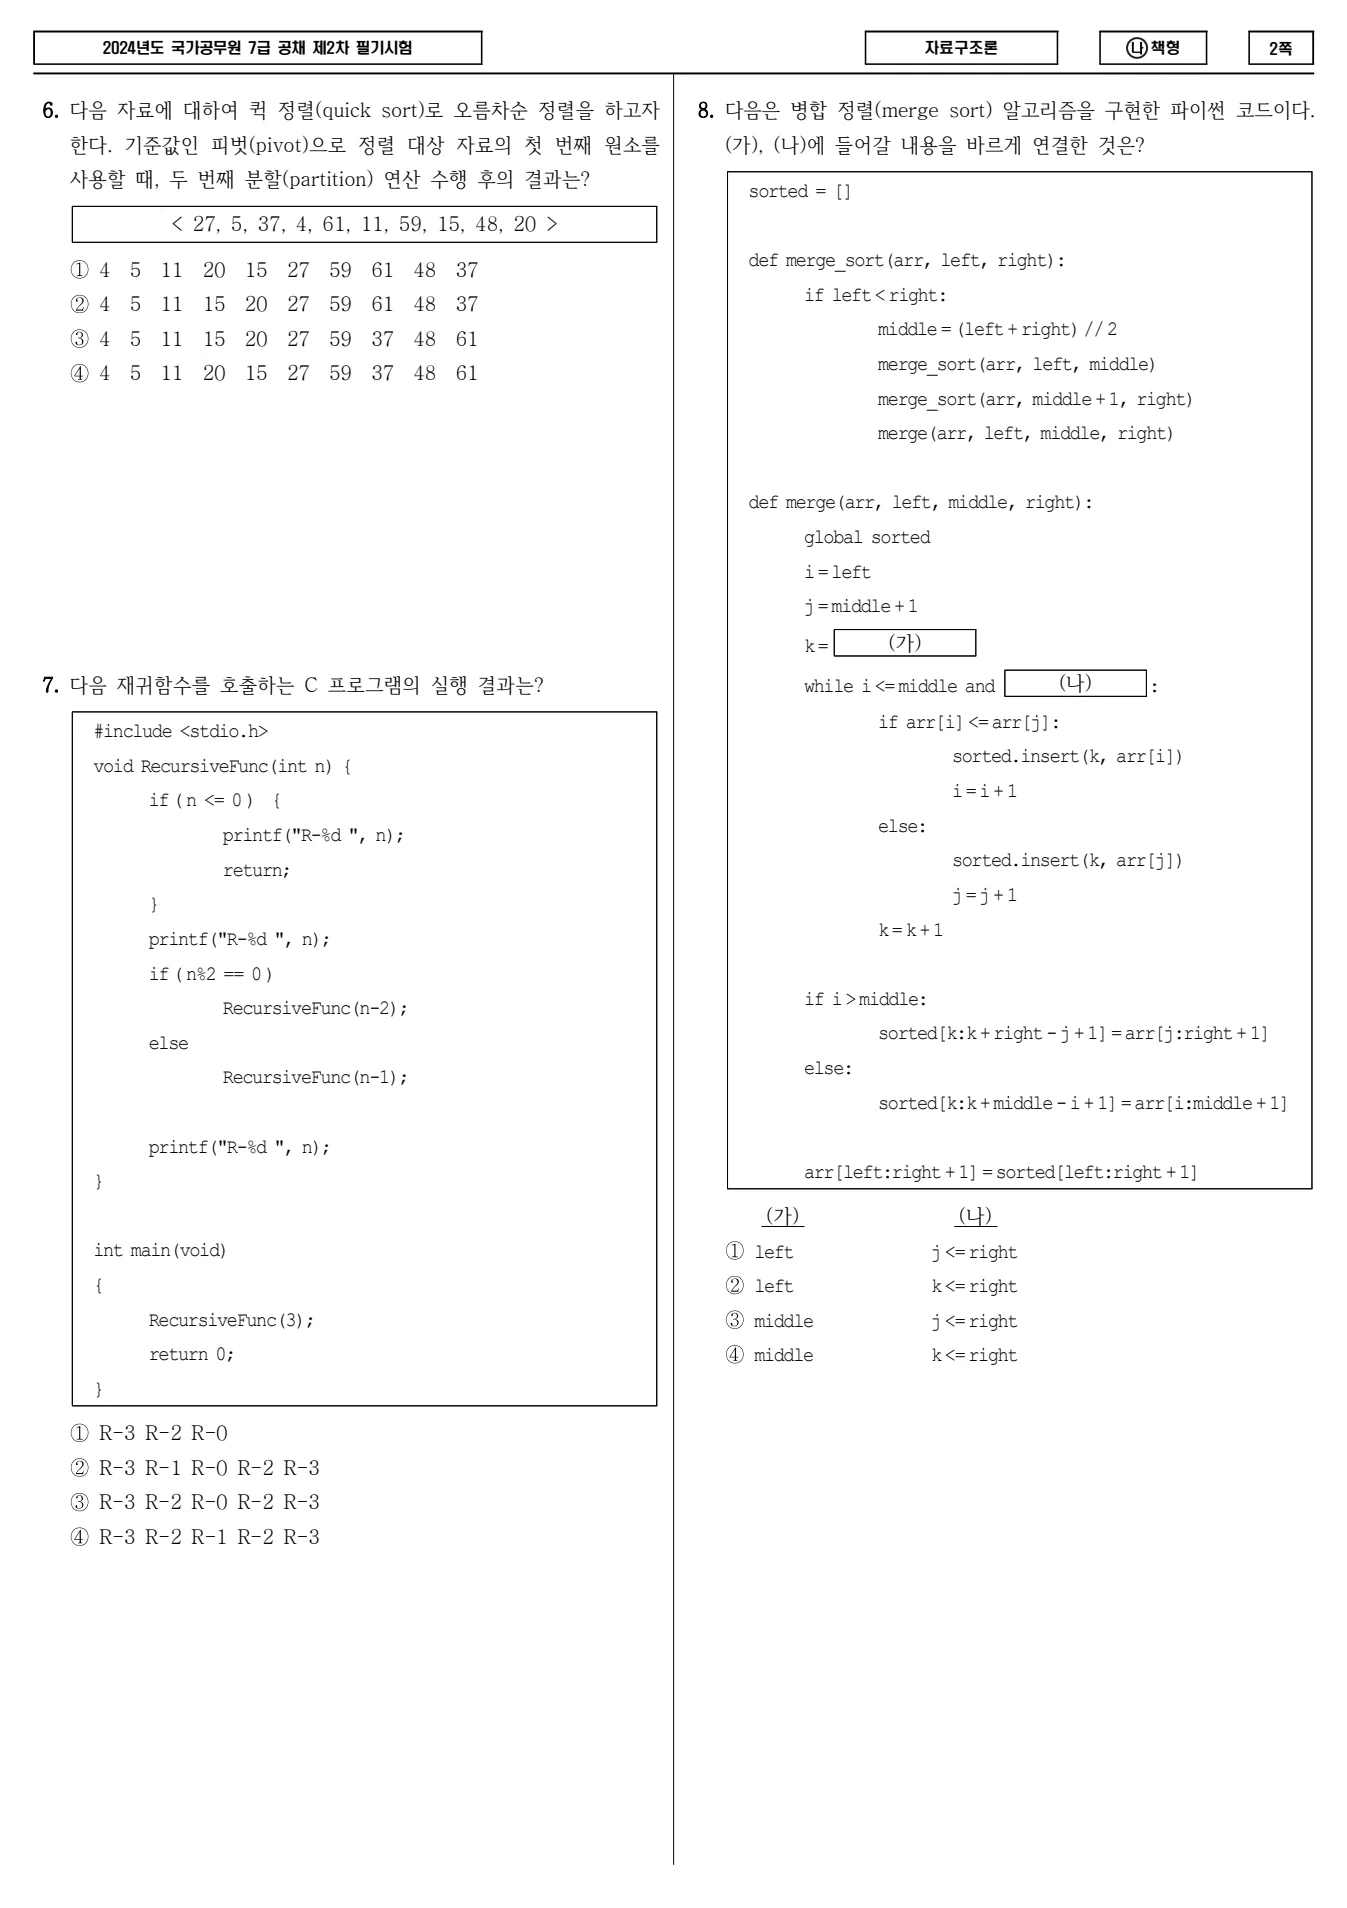 2024년도 국가공무원 7급 공채 제2차 필기시험
자료구조론
㉯책형
2쪽
6. 다음 자료에 대하여 퀵 정렬(quick sort)로 오름차순 정렬을 하고자
한다. 기준값인 피벗(pivot)으로 정렬 대상 자료의 첫 번째 원소를
사용할 때, 두 번째 분할(partition) 연산 수행 후의 결과는?
< 27, 5, 37, 4, 61, 11, 59, 15, 48, 20 >
① 4 5 11 20 15 27 59 61 48 37
② 4 5 11 15 20 27 59 61 48 37
③ 4 5 11 15 20 27 59 37 48 61
④ 4 5 11 20 15 27 59 37 48 61
7. 다음 재귀함수를 호출하는 C 프로그램의 실행 결과는?
#include <stdio.h>
void RecursiveFunc(int n) {
if ( n <= 0 ) {
printf("R-%d ", n);
return;
}
printf("R-%d ", n);
if ( n%2 == 0 )
RecursiveFunc(n-2);
else
RecursiveFunc(n-1);
printf("R-%d ", n);
}
int main(void)
{
RecursiveFunc(3);
return 0;
}
① R-3 R-2 R-0
② R-3 R-1 R-0 R-2 R-3
③ R-3 R-2 R-0 R-2 R-3
④ R-3 R-2 R-1 R-2 R-3
8. 다음은 병합 정렬(merge sort) 알고리즘을 구현한 파이썬 코드이다.
(가), (나)에 들어갈 내용을 바르게 연결한 것은?
sorted = []
def merge_sort(arr, left, right):
if left < right:
middle = (left + right) // 2
merge_sort(arr, left, middle)
merge_sort(arr, middle + 1, right)
merge(arr, left, middle, right)
def merge(arr, left, middle, right):
global sorted
i = left
j = middle + 1
k = (가)
while i <= middle and (나) :
if arr[i] <= arr[j]:
sorted.insert(k, arr[i])
i = i + 1
else:
sorted.insert(k, arr[j])
j = j + 1
k = k + 1
if i > middle:
sorted[k:k + right - j + 1] = arr[j:right + 1]
else:
sorted[k:k + middle - i + 1] = arr[i:middle + 1]
arr[left:right + 1] = sorted[left:right + 1]
(가) (나)
① left j <= right
② left k <= right
③ middle j <= right
④ middle k <= right